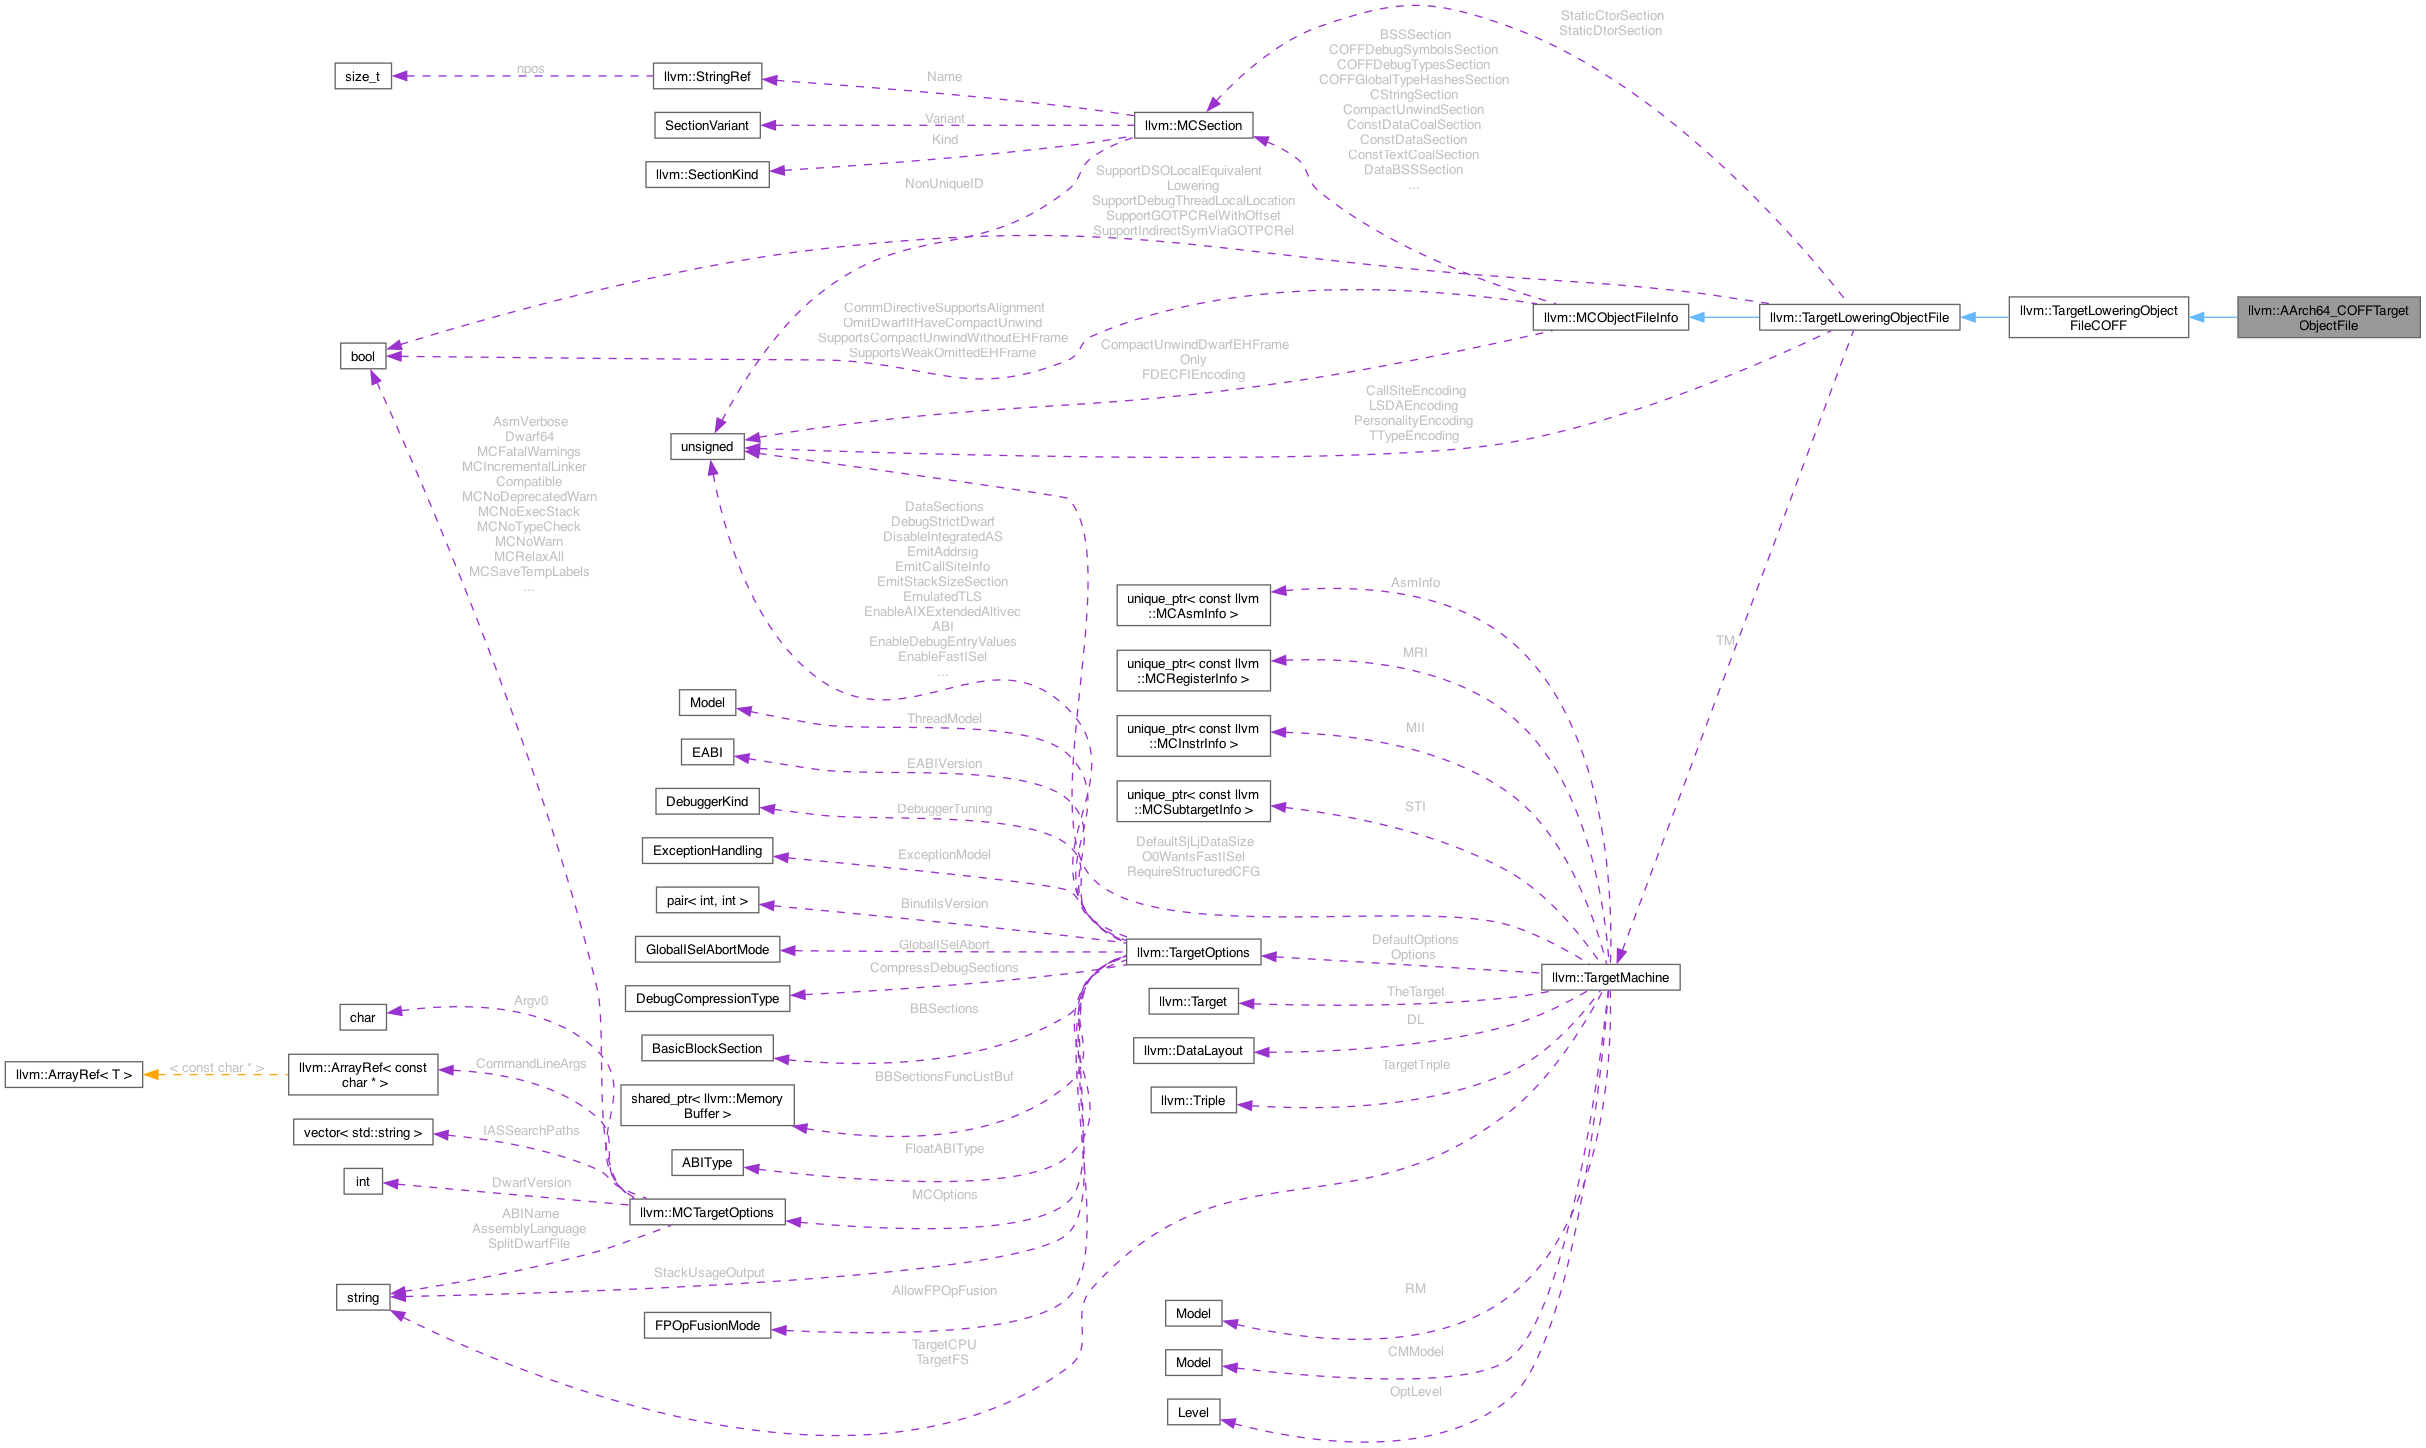 StaticCtorSection
StaticDtorSection
BSSSection
COFFDebugSymbolsSection
COFFDebugTypesSection
COFFGlobalTypeHashesSection
CStringSection
CompactUnwindSection
ConstDataCoalSection
ConstDataSection
ConstTextCoalSection
DataBSSSection
...
size_t
npos
llvm::StringRef
Name
SectionVariant
Variant
llvm::MCSection
Kind
llvm::SectionKind
NonUniqueID
SupportDSOLocalEquivalent
Lowering
SupportDebugThreadLocalLocation
SupportGOTPCRelWithOffset
SupportIndirectSymViaGOTPCRel
CommDirectiveSupportsAlignment
OmitDwarfIfHaveCompactUnwind
SupportsCompactUnwindWithoutEHFrame
SupportsWeakOmittedEHFrame
llvm::MCObjectFileInfo
llvm::TargetLoweringObjectFile
llvm::TargetLoweringObject
FileCOFF
llvm::AArch64_COFFTarget
ObjectFile
bool
CompactUnwindDwarfEHFrame
Only
FDECFIEncoding
CallSiteEncoding
LSDAEncoding
PersonalityEncoding
TTypeEncoding
unsigned
AsmVerbose
Dwarf64
MCFatalWarnings
MCIncrementalLinker
Compatible
MCNoDeprecatedWarn
MCNoExecStack
MCNoTypeCheck
MCNoWarn
MCRelaxAll
MCSaveTempLabels
...
DataSections
DebugStrictDwarf
DisableIntegratedAS
EmitAddrsig
EmitCallSiteInfo
EmitStackSizeSection
EmulatedTLS
EnableAIXExtendedAltivec
ABI
EnableDebugEntryValues
EnableFastISel
...
unique_ptr< const llvm
::MCAsmInfo >
AsmInfo
unique_ptr< const llvm
::MCRegisterInfo >
MRI
TM
unique_ptr< const llvm
::MCInstrInfo >
MII
unique_ptr< const llvm
::MCSubtargetInfo >
STI
Model
ThreadModel
EABI
EABIVersion
DebuggerKind
DebuggerTuning
ExceptionHandling
ExceptionModel
DefaultSjLjDataSize
O0WantsFastISel
RequireStructuredCFG
pair< int, int >
BinutilsVersion
GlobalISelAbortMode
GlobalISelAbort
llvm::TargetOptions
DefaultOptions
Options
llvm::TargetMachine
DebugCompressionType
CompressDebugSections
llvm::Target
TheTarget
BBSections
BasicBlockSection
llvm::DataLayout
DL
char
Argv0
llvm::ArrayRef< T >
< const char * >
llvm::ArrayRef< const
char * >
CommandLineArgs
shared_ptr< llvm::Memory
Buffer >
BBSectionsFuncListBuf
llvm::Triple
TargetTriple
vector< std::string >
IASSearchPaths
ABIType
FloatABIType
int
DwarfVersion
llvm::MCTargetOptions
MCOptions
ABIName
AssemblyLanguage
SplitDwarfFile
string
StackUsageOutput
AllowFPOpFusion
FPOpFusionMode
TargetCPU
TargetFS
Model
RM
Model
CMModel
Level
OptLevel